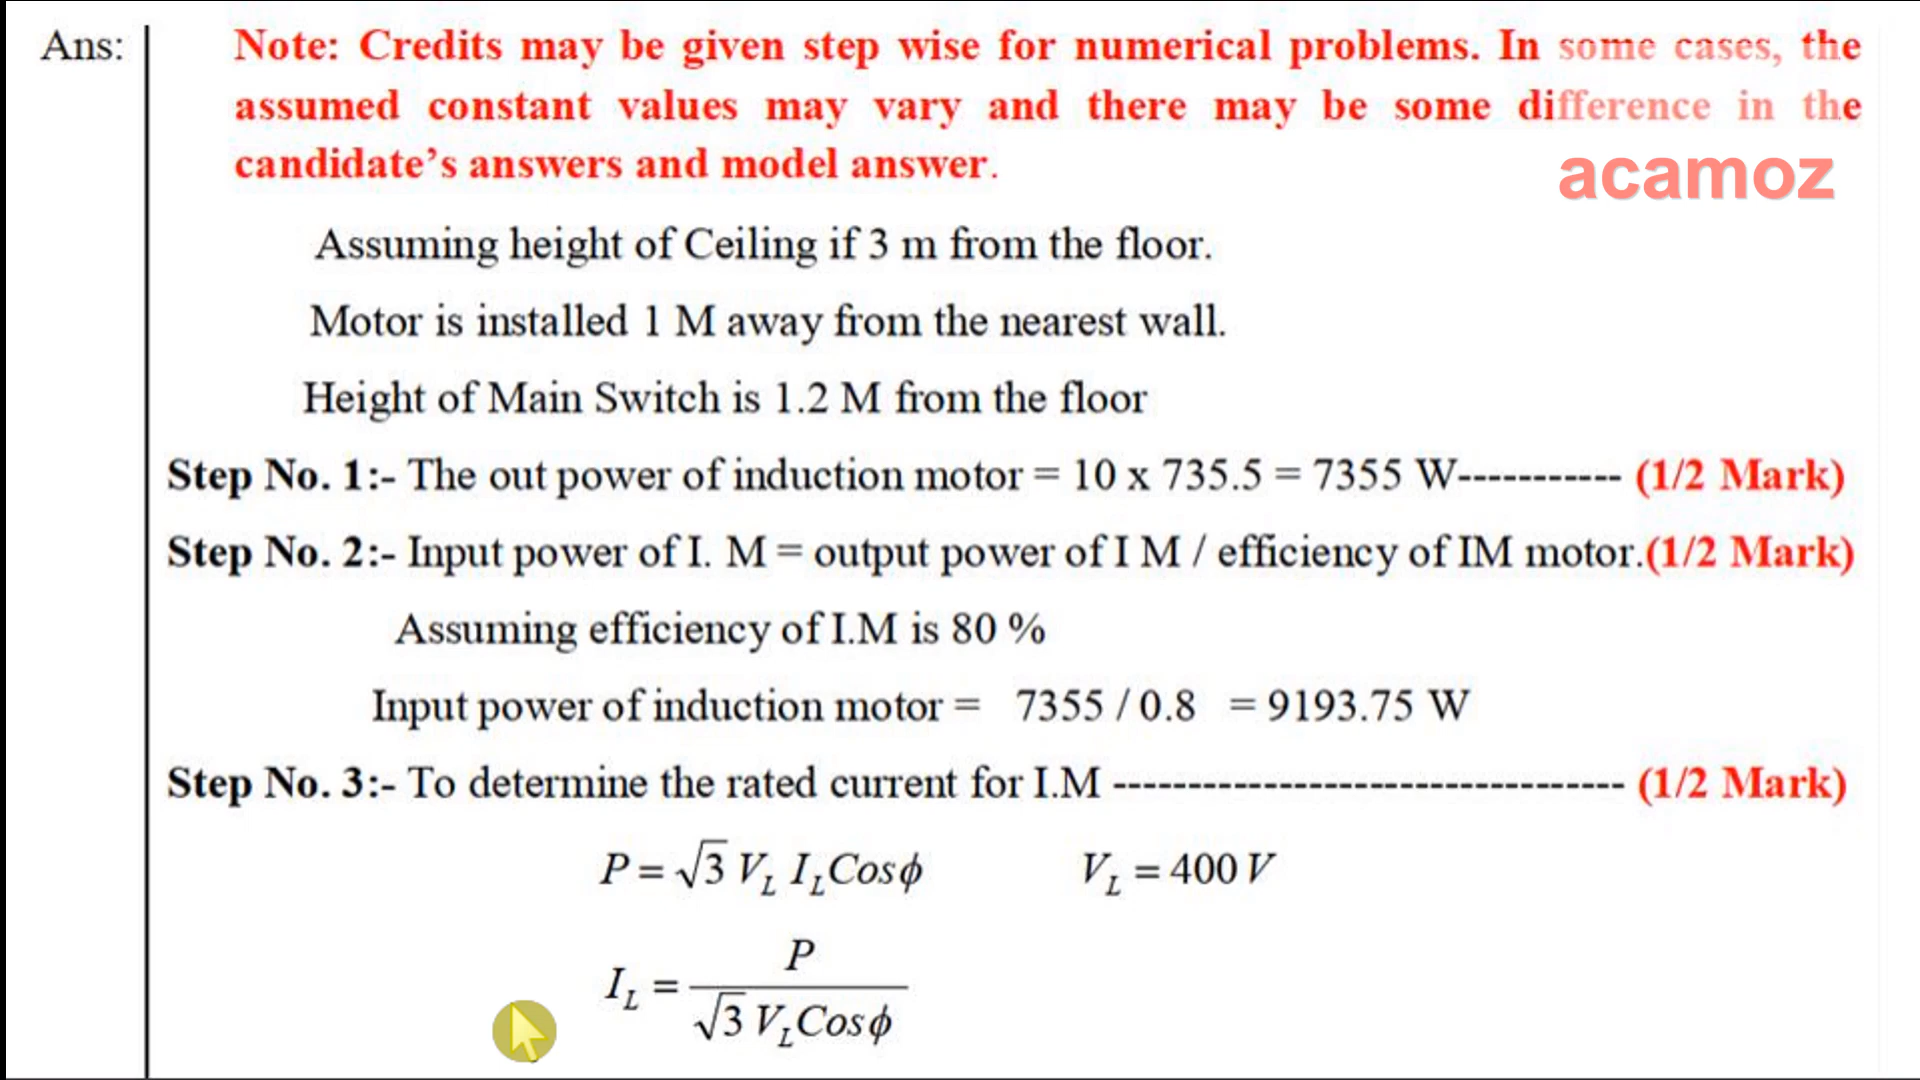 Ans:
Note: Credits may be given step wise for numerical problems. In some cases, the
assumed constant values may vary and there may be some difference in the
candidate’s answers and model answer.
acamoz
Assuming height of Ceiling if 3 m from the floor.
Motor is installed 1 M away from the nearest wall.
Height of Main Switch is 1.2 M from the floor
Step No. 1:- The out power of induction motor = 10 x 735.5 = 7355 W----------- (1/2 Mark)
Step No. 2:- Input power of I. M = output power of I M / efficiency of IM motor.(1/2 Mark)
Assuming efficiency of I.M is 80 %
Input power of induction motor = 7355 / 0.8 = 9193.75 W
Step No. 3:- To determine the rated current for I.M ---------------------------------- (1/2 Mark)
P = √3 V_L I_L Cosϕ V_L = 400 V
I_L = P / √3 V_L Cosϕ